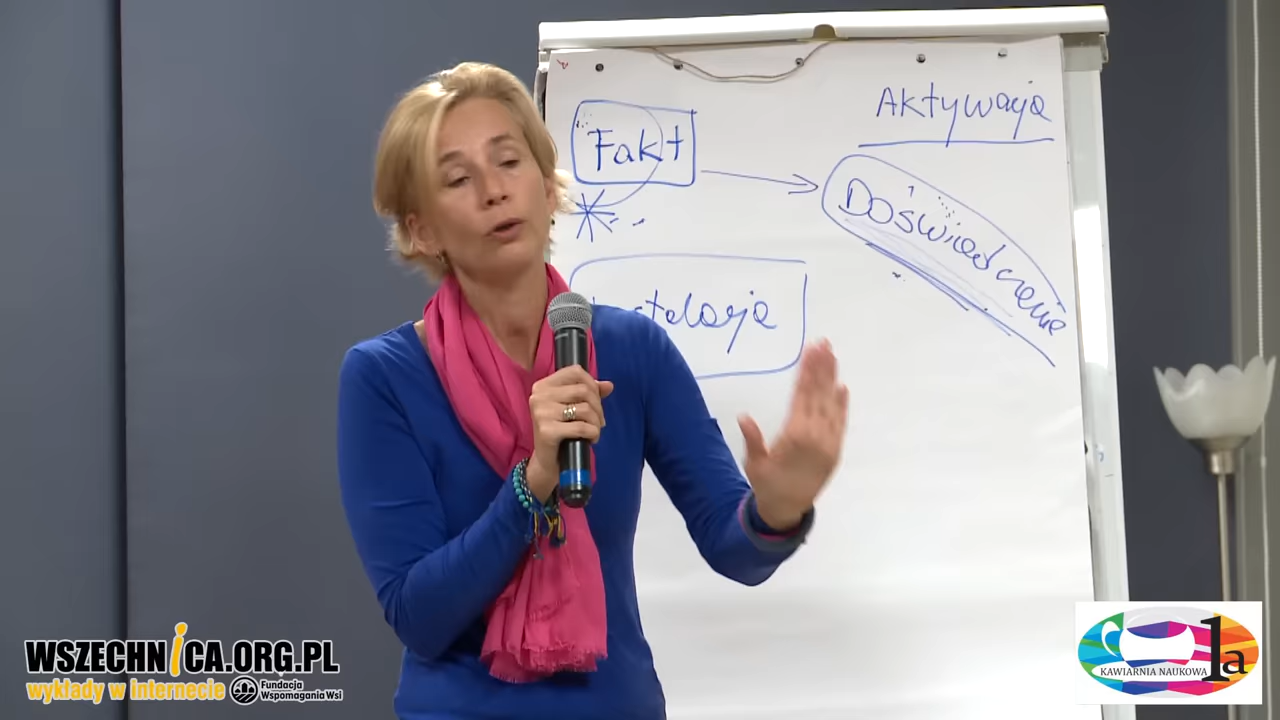 Fakt
Aktywacja
Doświadczenie
WSZECHNICA.ORG.PL
wykłady w internecie
Fundacja
Wspomagania Wsi
KAWIARNIA NAUKOWA
1a